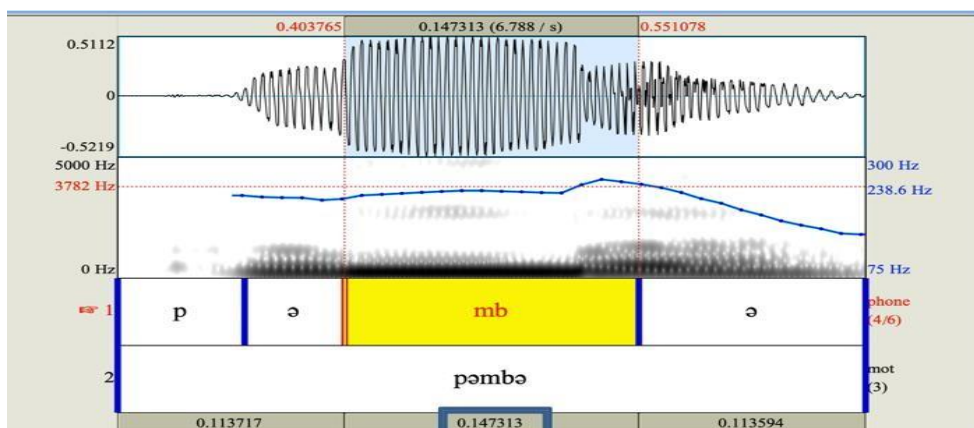 0.403765 0.147313 (6.788 / s) 0.551078
0.5112
0
-0.5219
5000 Hz 300 Hz
3782 Hz 238.6 Hz
0 Hz 75 Hz
☞ 1 p ə mb ə phone (4/6)
2 pəmbə mot (3)
0.113717 0.147313 0.113594